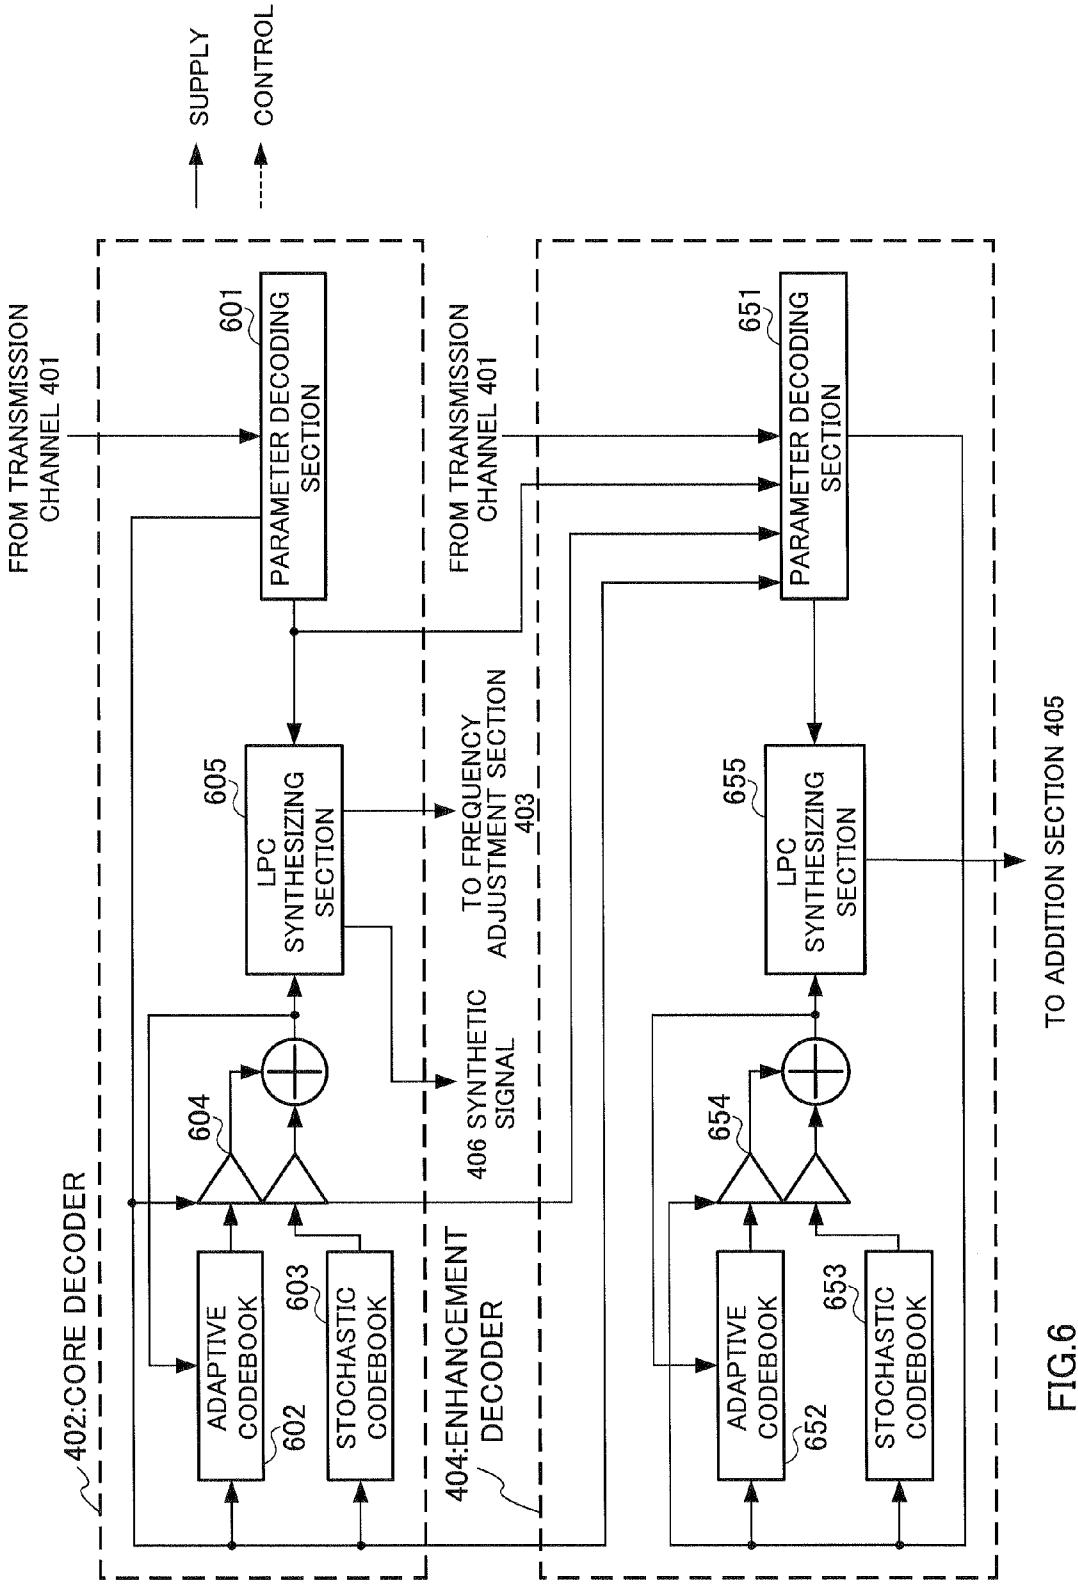 402:CORE DECODER
ADAPTIVE
CODEBOOK
602
STOCHASTIC
CODEBOOK
603
604
LPC
SYNTHESIZING
SECTION
605
PARAMETER DECODING
SECTION
601
FROM TRANSMISSION
CHANNEL 401
SUPPLY
CONTROL
406 SYNTHETIC
SIGNAL
TO FREQUENCY
ADJUSTMENT SECTION
403
FROM TRANSMISSION
CHANNEL 401
404:ENHANCEMENT
DECODER
ADAPTIVE
CODEBOOK
652
STOCHASTIC
CODEBOOK
653
654
LPC
SYNTHESIZING
SECTION
655
PARAMETER DECODING
SECTION
651
TO ADDITION SECTION 405
FIG.6